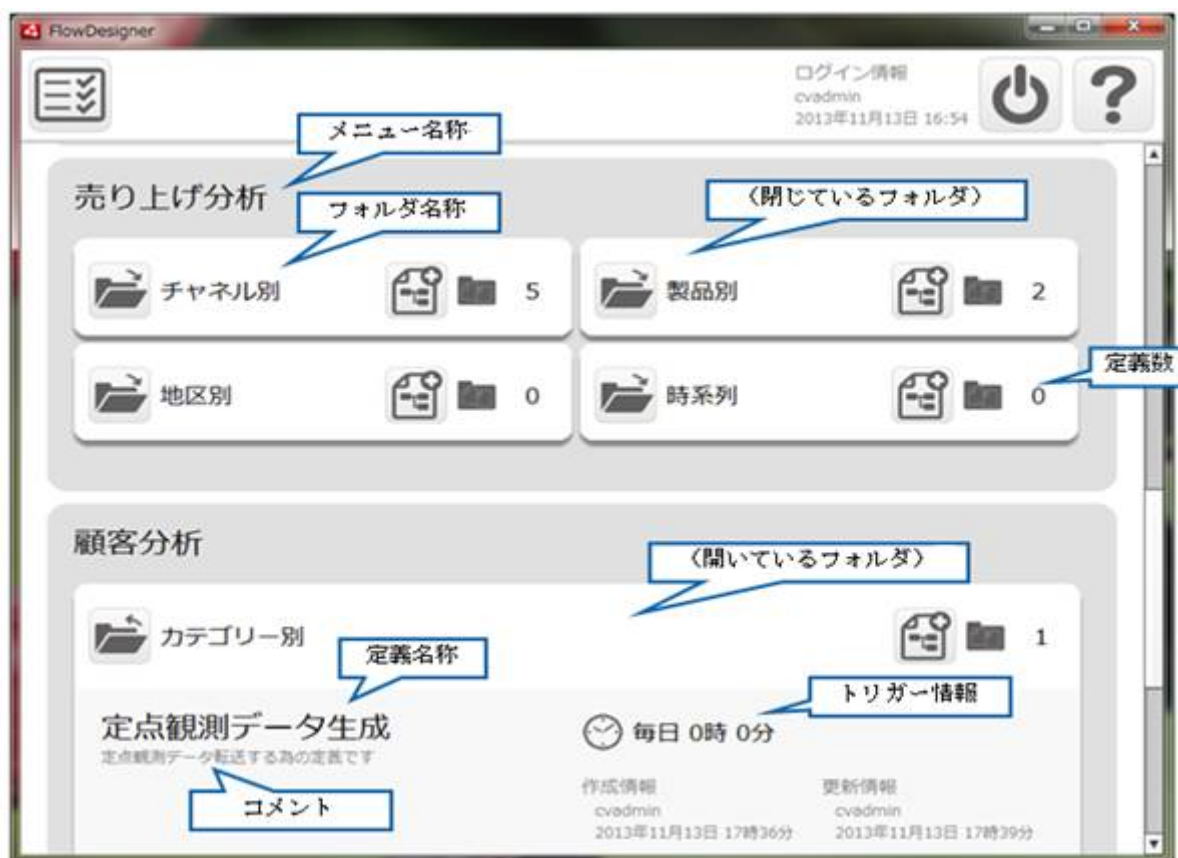 FlowDesigner
ログイン情報
cvadmin
2013年11月13日 16:54
メニュー名称
売り上げ分析
フォルダ名称
（閉じているフォルダ）
チャネル別
5
製品別
2
定義数
地区別
0
時系列
0
顧客分析
（開いているフォルダ）
カテゴリー別
1
定義名称
トリガー情報
定点観測データ生成
毎日 0時 0分
定点観測データ転送する為の定義です
コメント
作成情報
更新情報
cvadmin
cvadmin
2013年11月13日 17時36分
2013年11月13日 17時39分